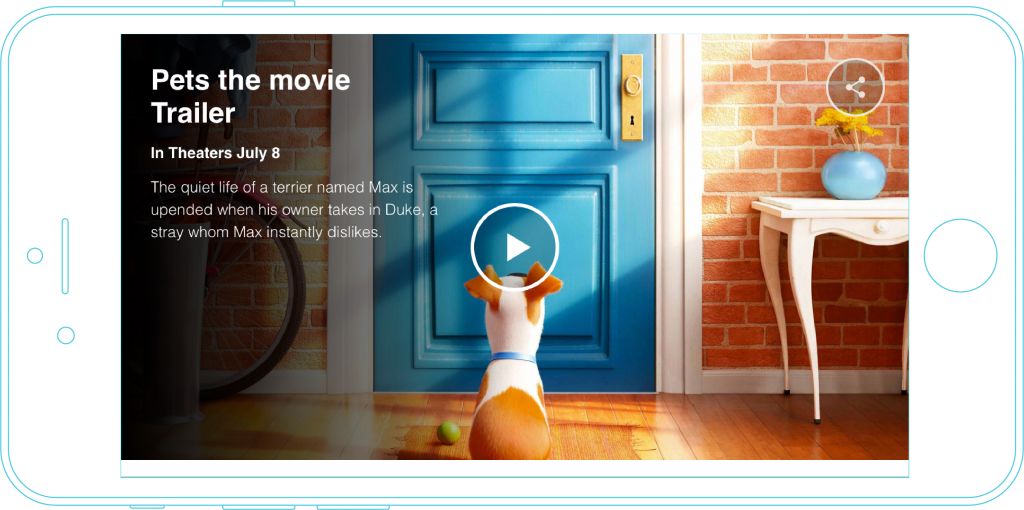 Pets the movie
Trailer
In Theaters July 8
The quiet life of a terrier named Max is
upended when his owner takes in Duke, a
stray whom Max instantly dislikes.